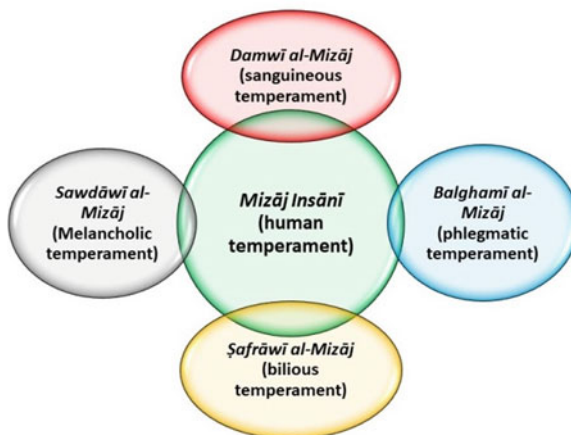 Damwī al-Mizāj
(sanguineous
temperament)
Sawdāwī al-
Mizāj
(Melancholic
temperament)
Mizāj Insānī
(human
temperament)
Balghamī al-
Mizāj
(phlegmatic
temperament)
Ṣafrāwī al-Mizāj
(bilious
temperament)